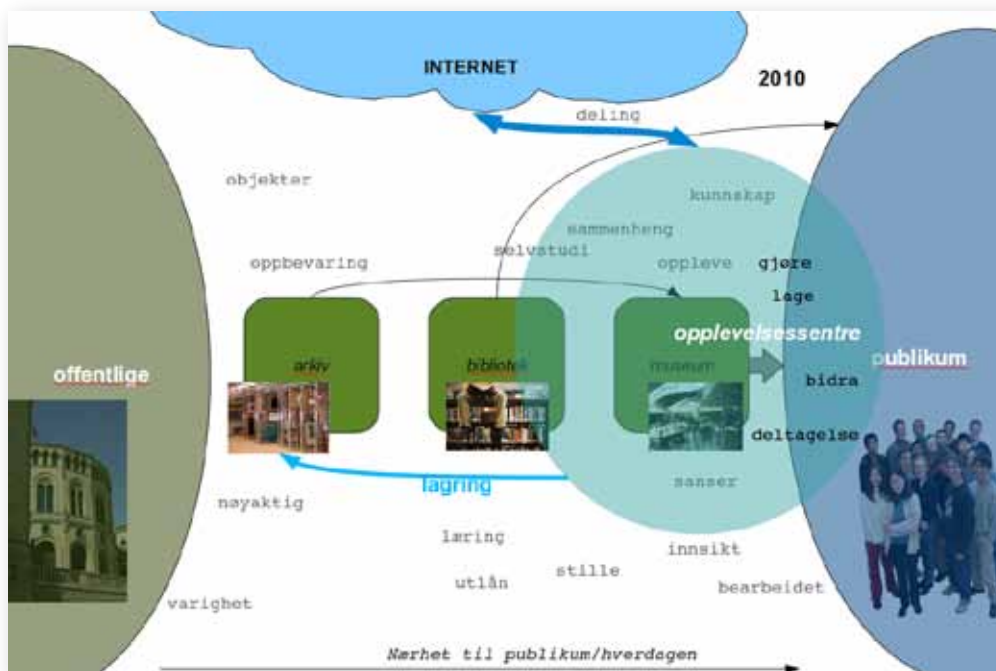 INTERNET
2010
deling
objekter
kunnskap
sammenheng
selvstudi
oppbevaring
oppleve
gjøre
lage
opplevelsessentre
arkiv
bibliotek
museum
offentlige
publikum
bidra
deltagelse
lagring
sanser
nøyaktig
læring
innsikt
stille
utlån
bearbeidet
varighet
Nærhet til publikum/hverdagen